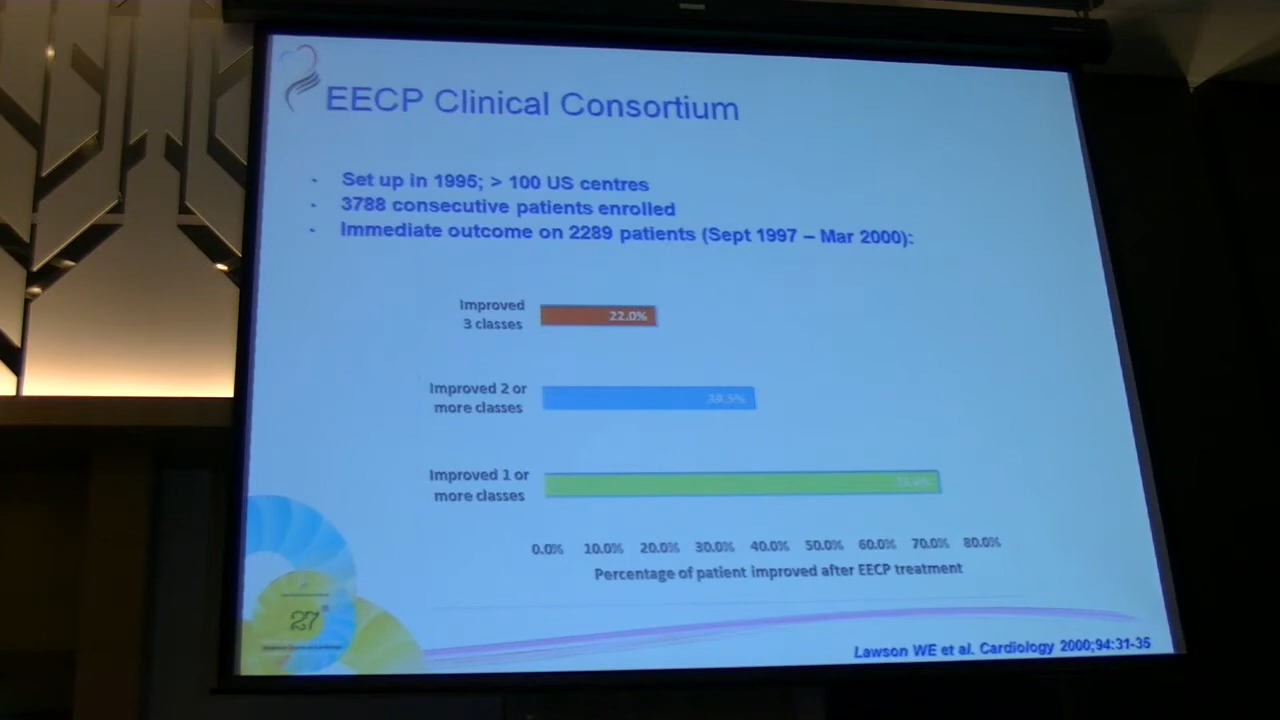 EECP Clinical Consortium
- Set up in 1995; > 100 US centres
- 3788 consecutive patients enrolled
- Immediate outcome on 2289 patients (Sept 1997 – Mar 2000):
Improved
3 classes
22.0%
Improved 2 or
more classes
Improved 1 or
more classes
0.0% 10.0% 20.0% 30.0% 40.0% 50.0% 60.0% 70.0% 80.0%
Percentage of patient improved after EECP treatment
27
Lawson WE et al. Cardiology 2000;94:31-35